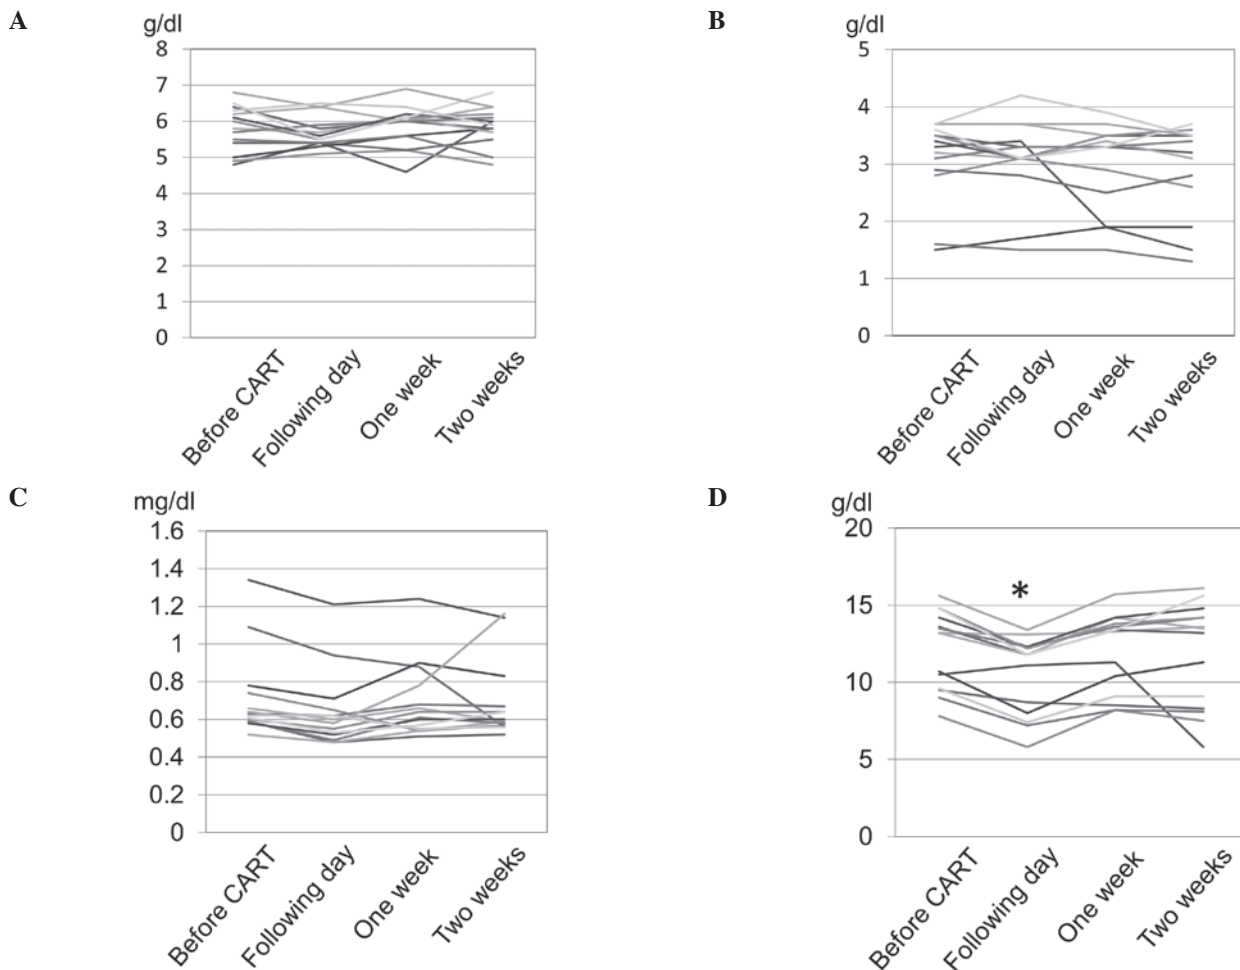 A
g/dl
8
7
6
5
4
3
2
1
0
Before CART
Following day
One week
Two weeks
B
g/dl
5
4
3
2
1
0
Before CART
Following day
One week
Two weeks
C
mg/dl
1.6
1.4
1.2
1
0.8
0.6
0.4
0.2
0
Before CART
Following day
One week
Two weeks
D
g/dl
20
15
10
5
0
*
Before CART
Following day
One week
Two weeks